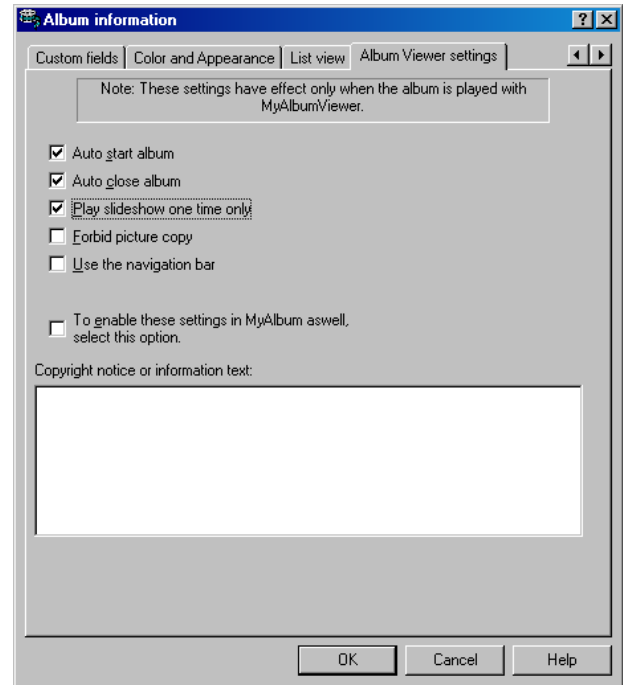 Album information
Custom fields
Color and Appearance
List view
Album Viewer settings
Note: These settings have effect only when the album is played with
MyAlbumViewer.
Auto start album
Auto close album
Play slideshow one time only
Forbid picture copy
Use the navigation bar
To enable these settings in MyAlbum aswell,
select this option.
Copyright notice or information text:
OK
Cancel
Help